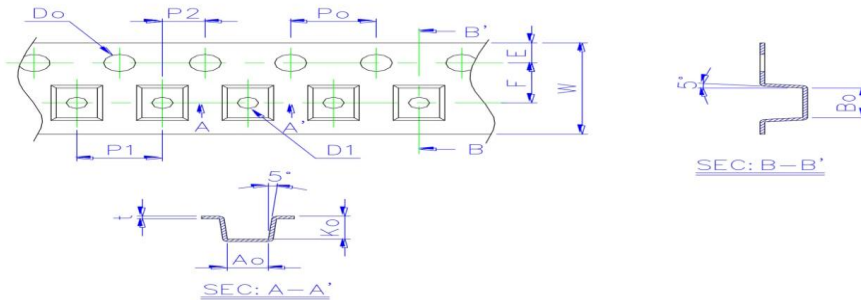 Do
P2
Po
B'
E
F
W
A
A'
P1
D1
B
5°
Bo
SEC: B-B'
5°
t
Ko
Ao
SEC: A-A'